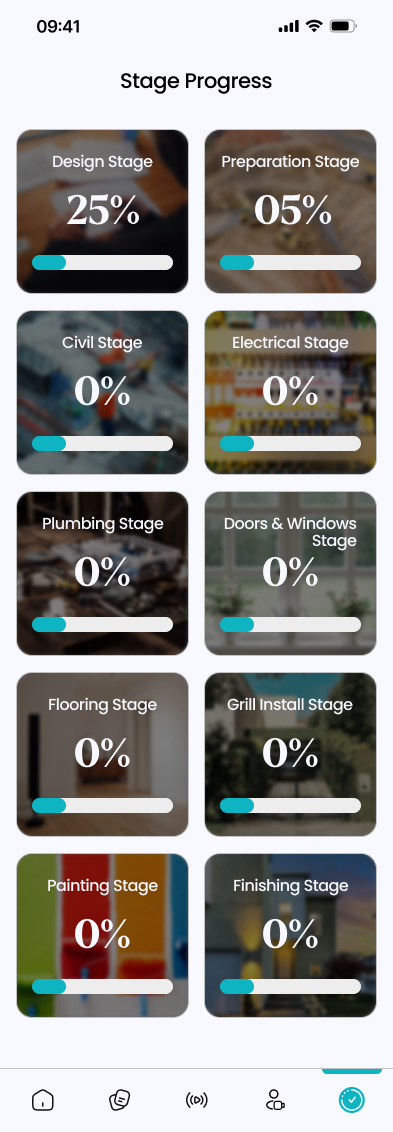 09:41
Stage Progress
Design Stage
25%
Preparation Stage
05%
Civil Stage
0%
Electrical Stage
0%
Plumbing Stage
0%
Doors & Windows
Stage
0%
Flooring Stage
0%
Grill Install Stage
0%
Painting Stage
0%
Finishing Stage
0%